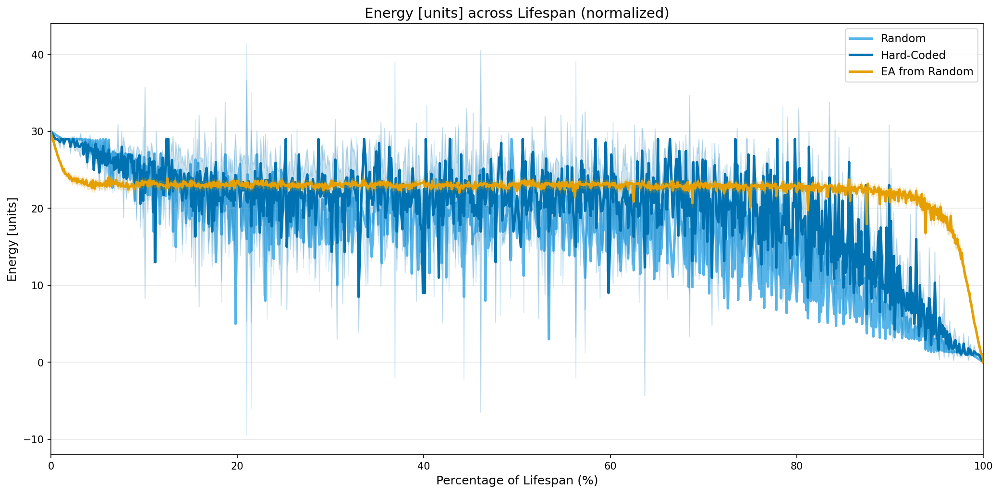 Energy [units] across Lifespan (normalized)
Random
Hard-Coded
EA from Random
Energy [units]
40
30
20
10
0
−10
0
20
40
60
80
100
Percentage of Lifespan (%)